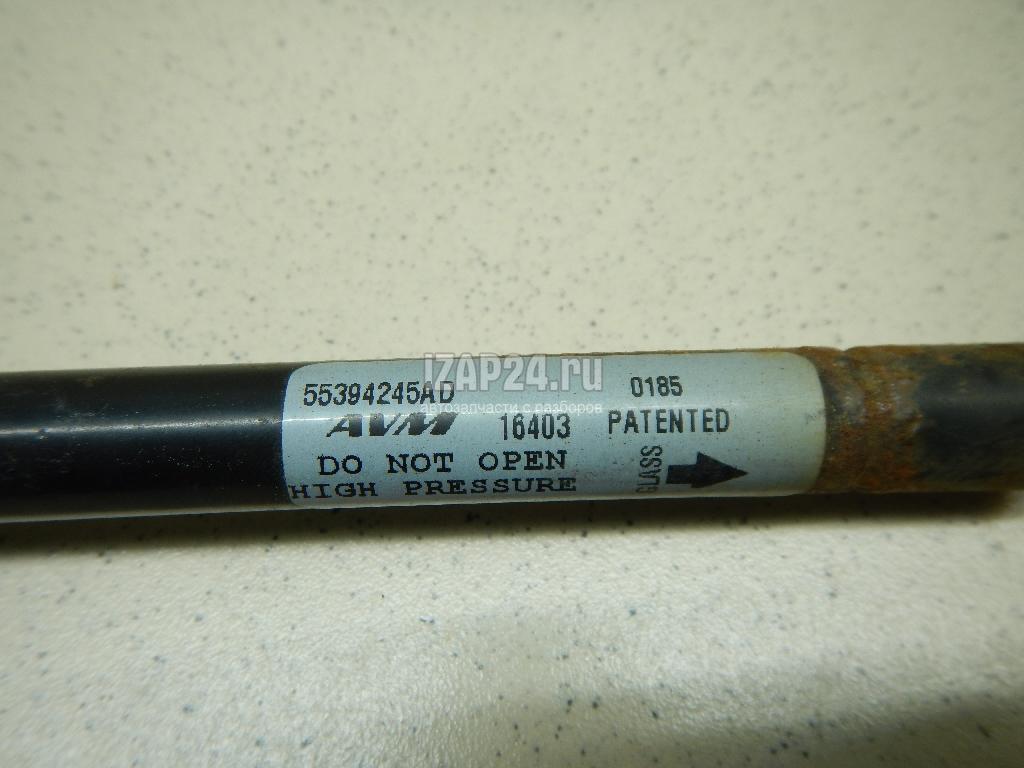 iZAP24.ru
автозапчасти с разборов
55394245AD 0185
AVM 16403 PATENTED
DO NOT OPEN
HIGH PRESSURE
GLASS